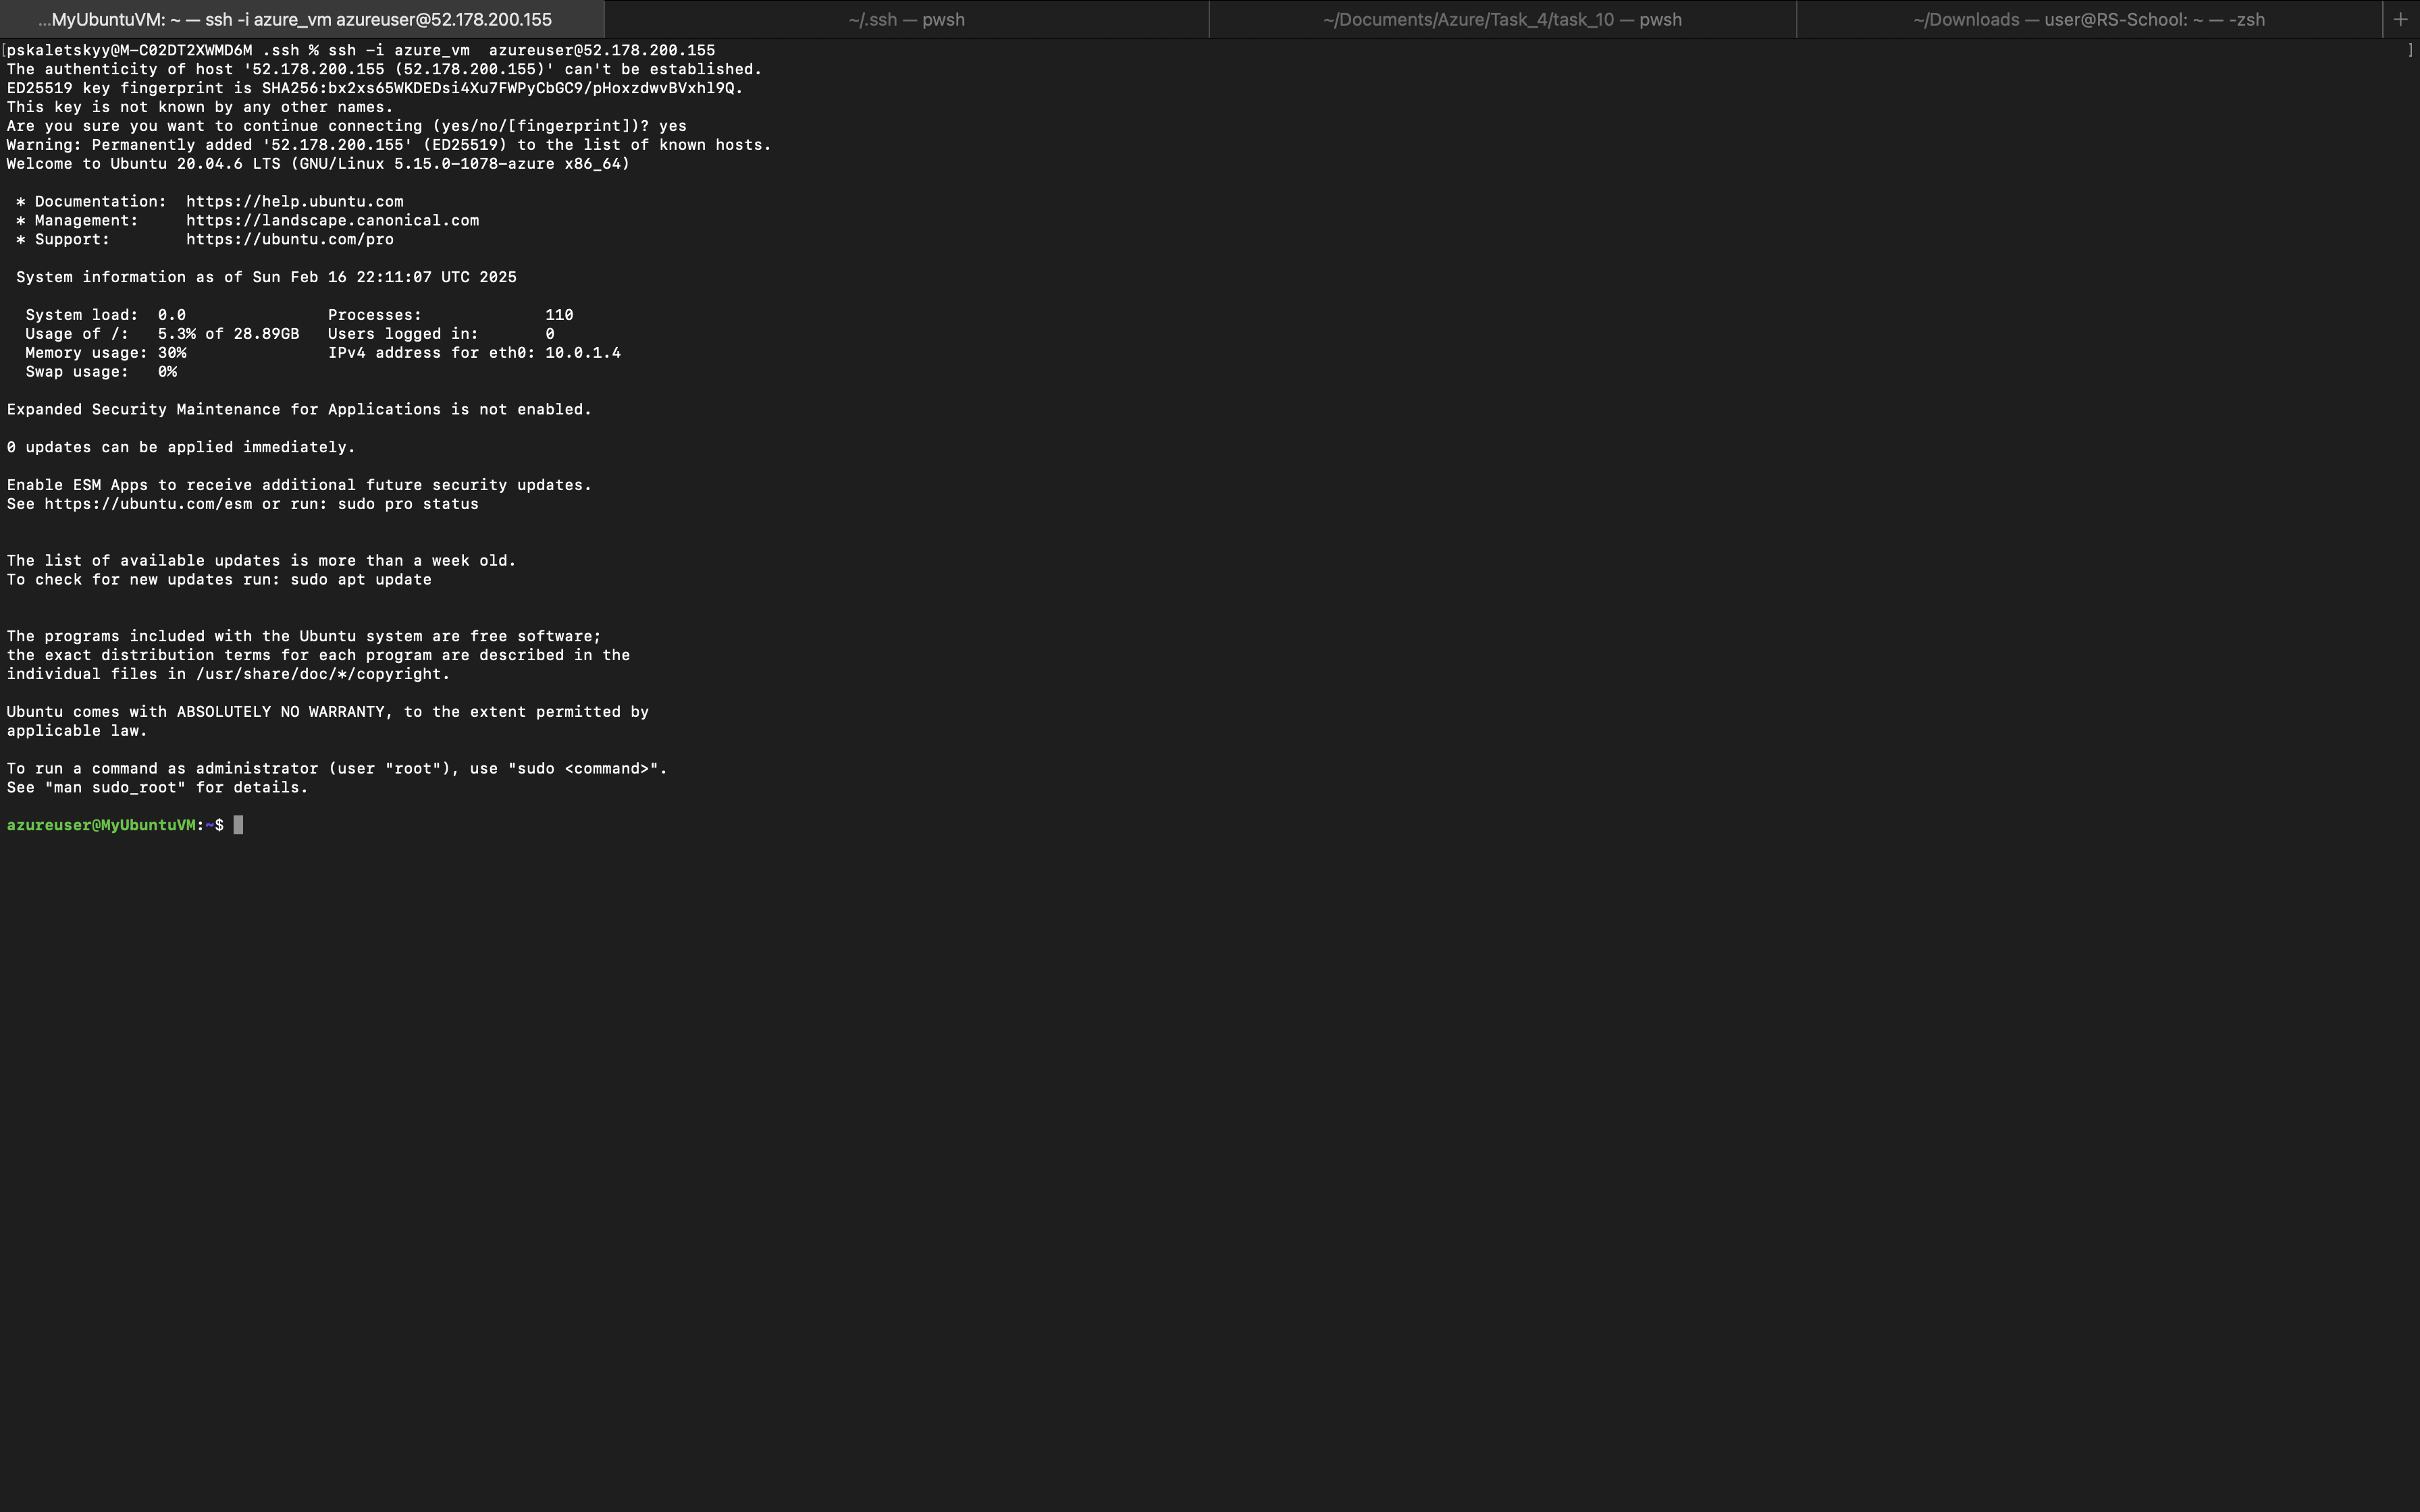 ...MyUbuntuVM: ~ — ssh -i azure_vm azureuser@52.178.200.155
~/.ssh — pwsh
~/Documents/Azure/Task_4/task_10 — pwsh
~/Downloads — user@RS-School: ~ — -zsh
+
[pskaletskyy@M-C02DT2XWMD6M .ssh % ssh -i azure_vm  azureuser@52.178.200.155 ]
The authenticity of host '52.178.200.155 (52.178.200.155)' can't be established.
ED25519 key fingerprint is SHA256:bx2xs65WKDEDsi4Xu7FWPyCbGC9/pHoxzdwvBVxhl9Q.
This key is not known by any other names.
Are you sure you want to continue connecting (yes/no/[fingerprint])? yes
Warning: Permanently added '52.178.200.155' (ED25519) to the list of known hosts.
Welcome to Ubuntu 20.04.6 LTS (GNU/Linux 5.15.0-1078-azure x86_64)
* Documentation:  https://help.ubuntu.com
* Management:     https://landscape.canonical.com
* Support:        https://ubuntu.com/pro
System information as of Sun Feb 16 22:11:07 UTC 2025
System load:  0.0               Processes:             110
Usage of /:   5.3% of 28.89GB   Users logged in:       0
Memory usage: 30%               IPv4 address for eth0: 10.0.1.4
Swap usage:   0%
Expanded Security Maintenance for Applications is not enabled.
0 updates can be applied immediately.
Enable ESM Apps to receive additional future security updates.
See https://ubuntu.com/esm or run: sudo pro status
The list of available updates is more than a week old.
To check for new updates run: sudo apt update
The programs included with the Ubuntu system are free software;
the exact distribution terms for each program are described in the
individual files in /usr/share/doc/*/copyright.
Ubuntu comes with ABSOLUTELY NO WARRANTY, to the extent permitted by
applicable law.
To run a command as administrator (user "root"), use "sudo <command>".
See "man sudo_root" for details.
azureuser@MyUbuntuVM:~$